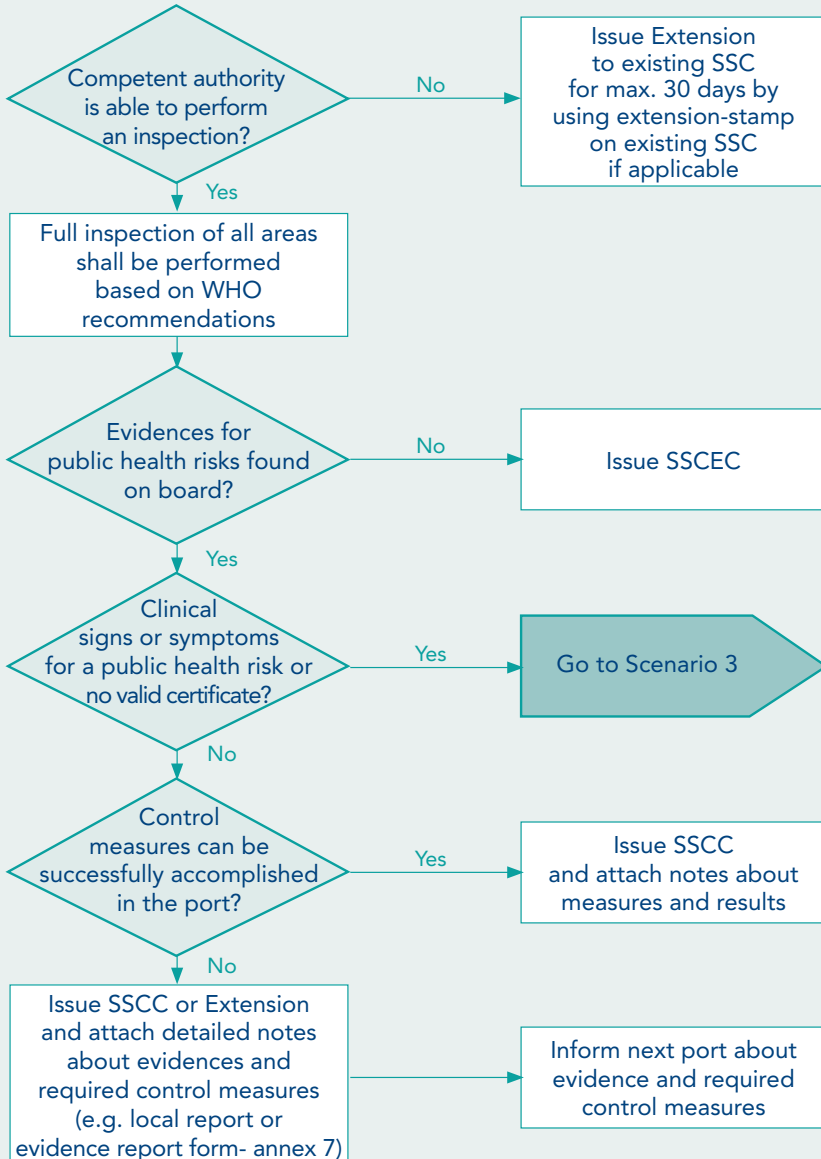 Competent authority
is able to perform
an inspection?
No
Issue Extension
to existing SSC
for max. 30 days by
using extension-stamp
on existing SSC
if applicable
Yes
Full inspection of all areas
shall be performed
based on WHO
recommendations
Evidences for
public health risks found
on board?
No
Issue SSCEC
Yes
Clinical
signs or symptoms
for a public health risk or
no valid certificate?
Yes
Go to Scenario 3
No
Control
measures can be
successfully accomplished
in the port?
Yes
Issue SSCC
and attach notes about
measures and results
No
Issue SSCC or Extension
and attach detailed notes
about evidences and
required control measures
(e.g. local report or
evidence report form- annex 7)
Inform next port about
evidence and required
control measures